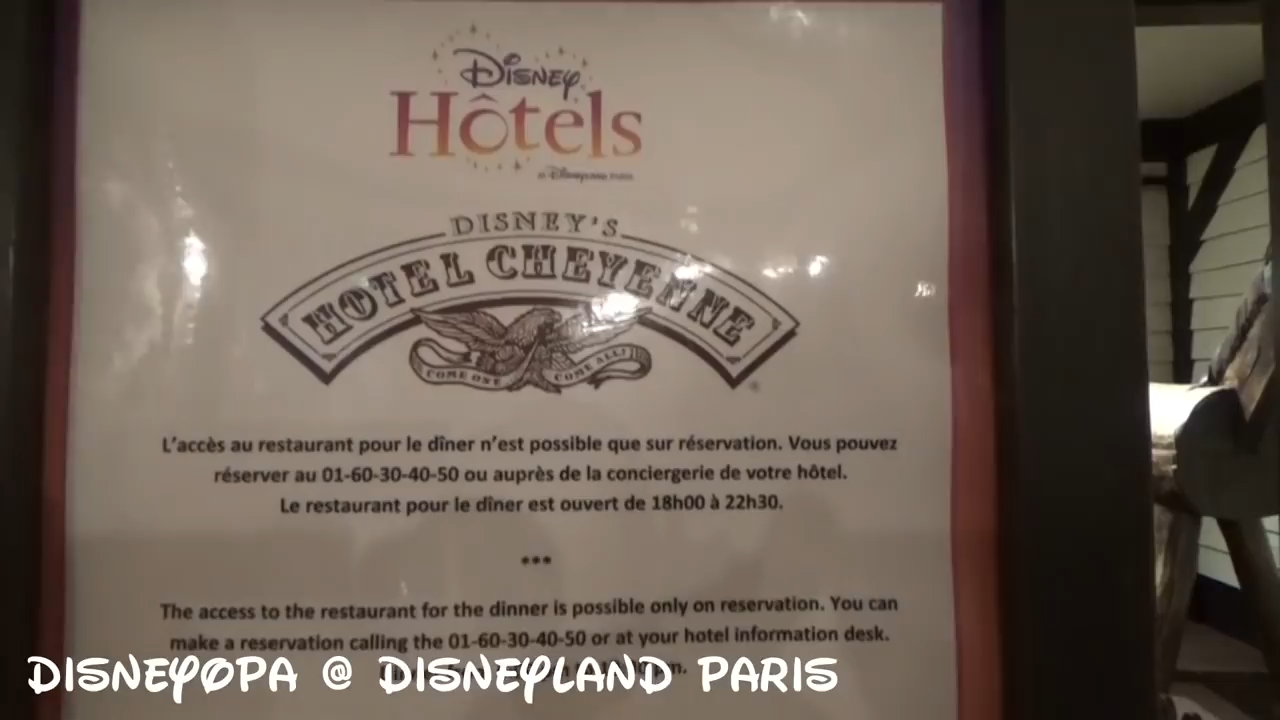 Disney
Hôtels
Disneyland PARIS
DISNEY'S
HOTEL CHEYENNE
COME ONE COME ALL!
®
L'accès au restaurant pour le dîner n'est possible que sur réservation. Vous pouvez
réserver au 01-60-30-40-50 ou auprès de la conciergerie de votre hôtel.
Le restaurant pour le dîner est ouvert de 18h00 à 22h30.
***
The access to the restaurant for the dinner is possible only on reservation. You can
make a reservation calling the 01-60-30-40-50 or at your hotel information desk.
DISNEYOPA @ DISNEYLAND PARIS